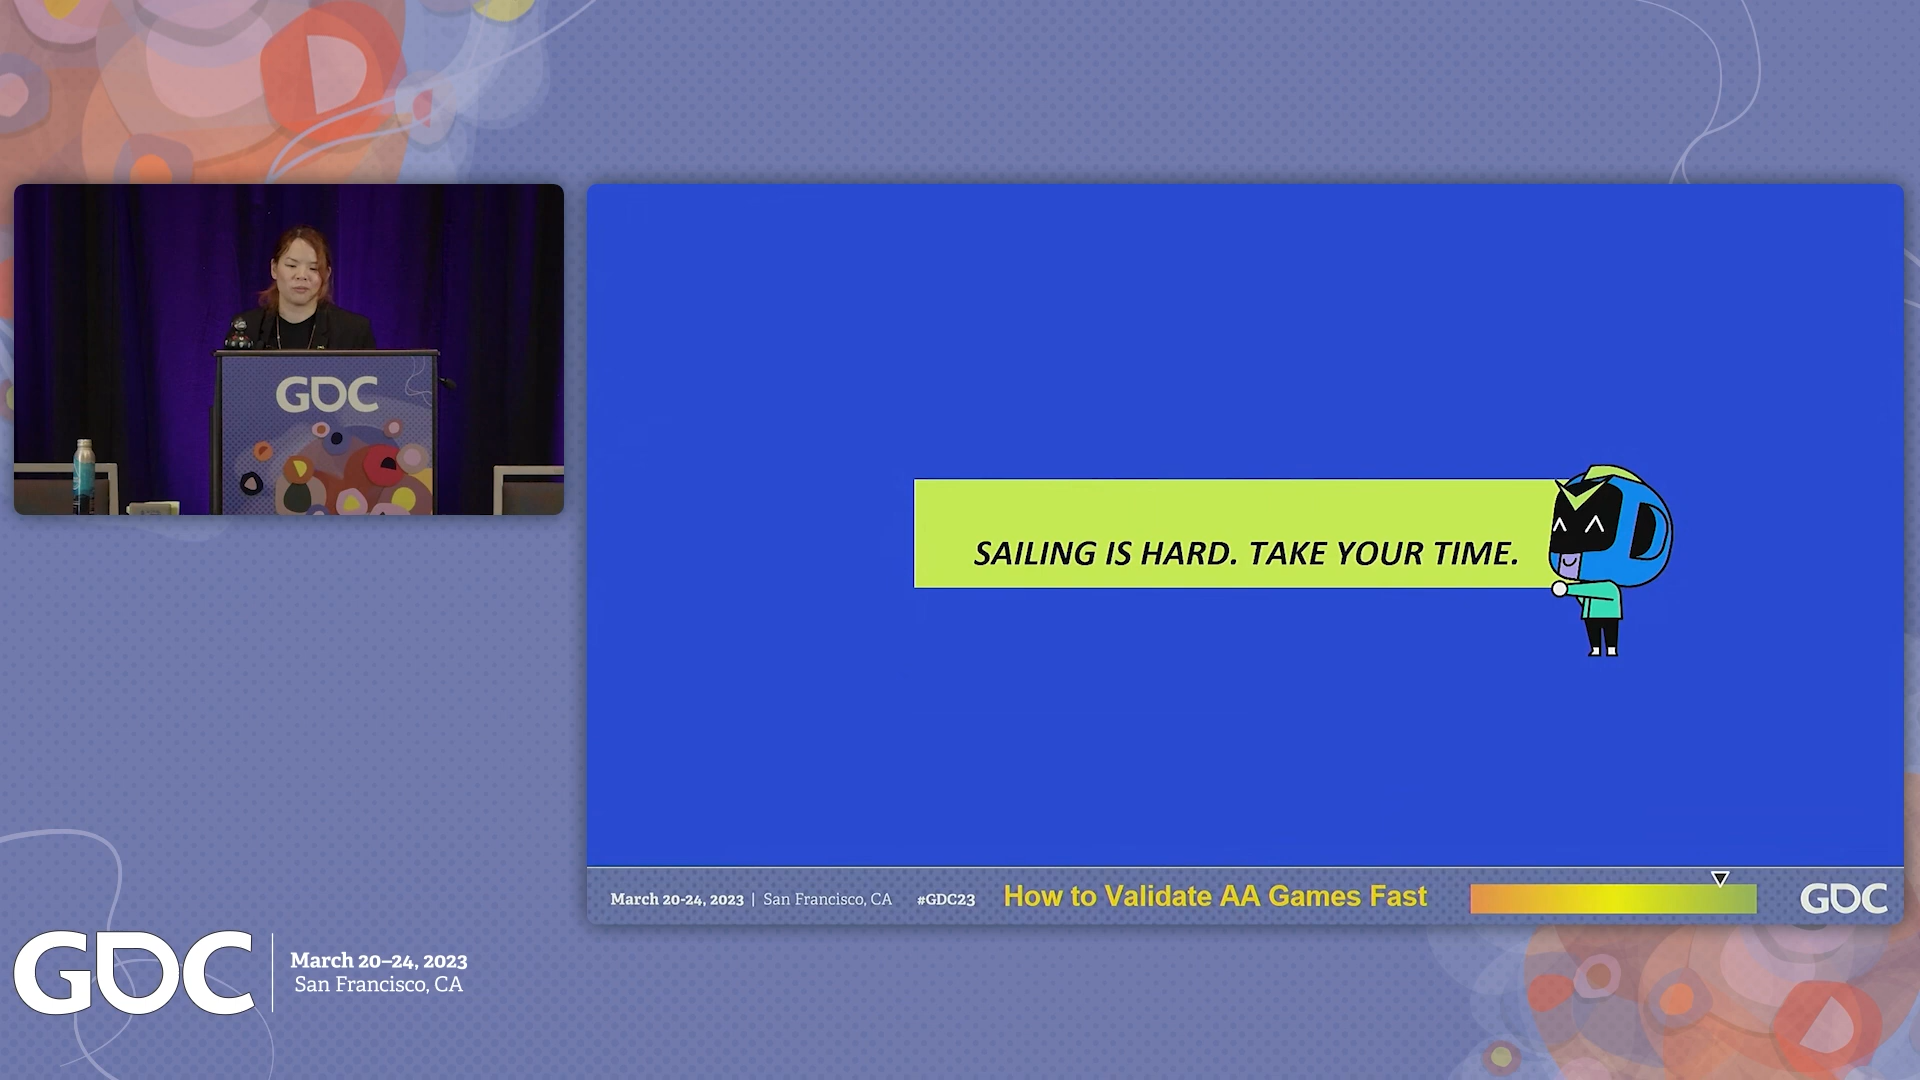 GDC
SAILING IS HARD. TAKE YOUR TIME.
March 20-24, 2023 | San Francisco, CA #GDC23 How to Validate AA Games Fast GDC
GDC March 20–24, 2023
San Francisco, CA